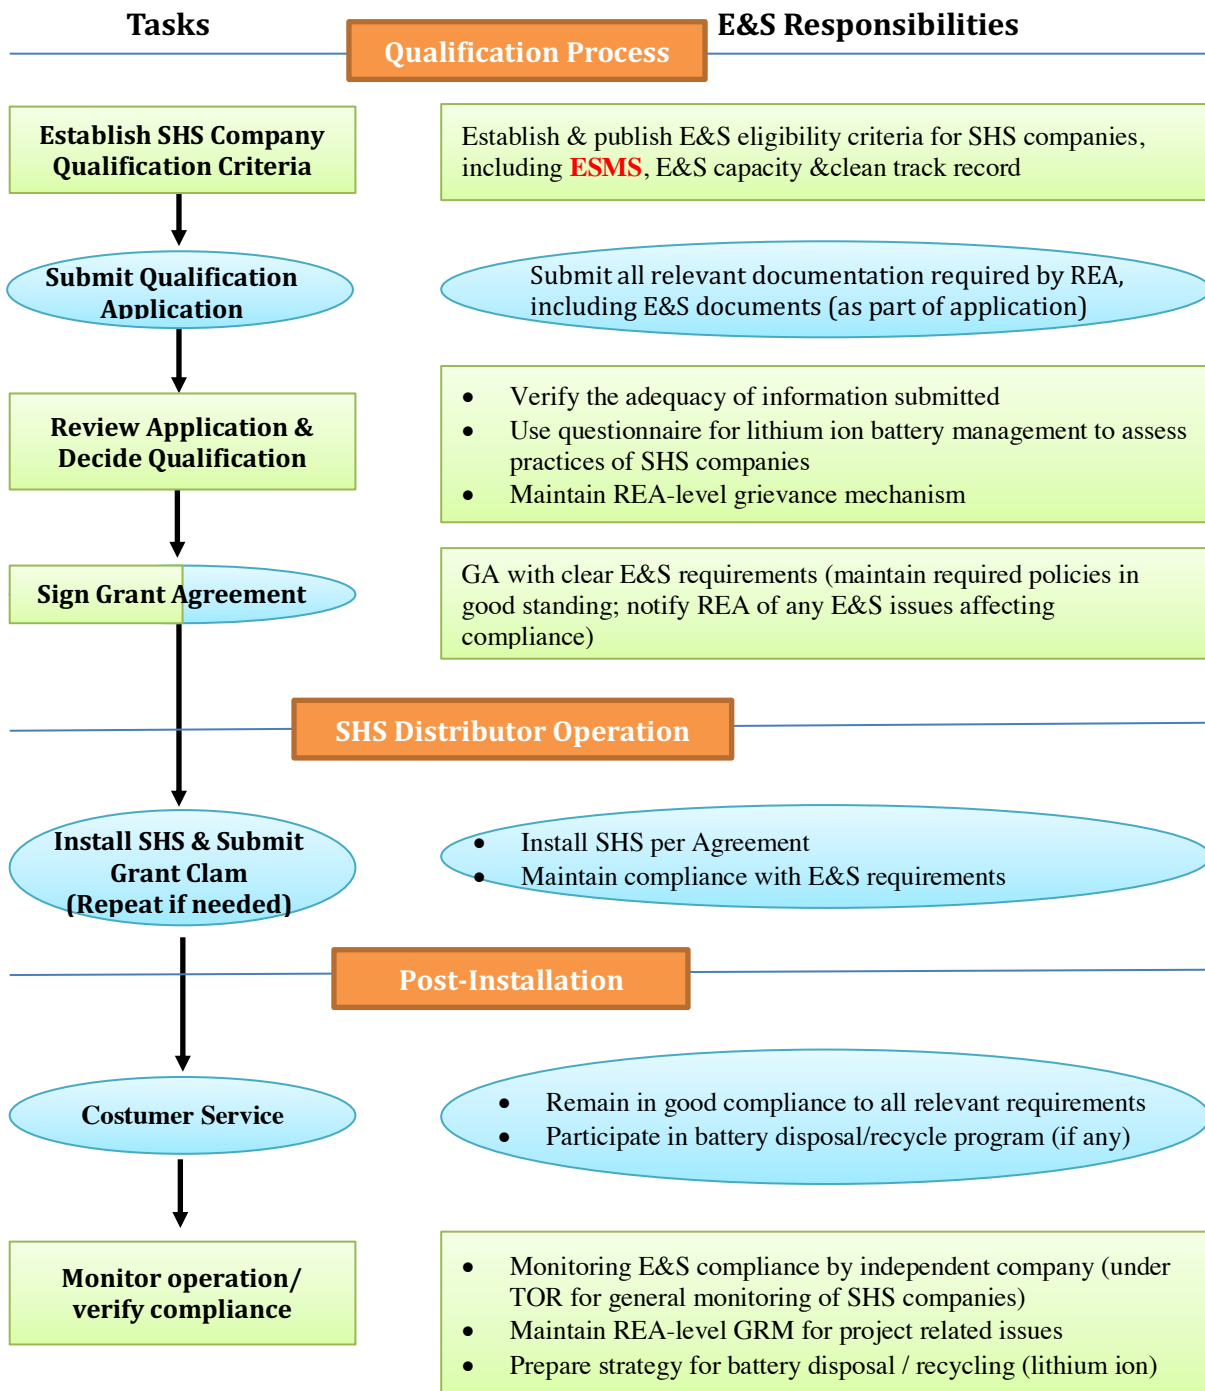 Tasks
E&S Responsibilities
Qualification Process
Establish SHS Company
Qualification Criteria
Establish & publish E&S eligibility criteria for SHS companies,
including ESMS, E&S capacity &clean track record
Submit Qualification
Application
Submit all relevant documentation required by REA,
including E&S documents (as part of application)
Review Application &
Decide Qualification
• Verify the adequacy of information submitted
• Use questionnaire for lithium ion battery management to assess
practices of SHS companies
• Maintain REA-level grievance mechanism
Sign Grant Agreement
GA with clear E&S requirements (maintain required policies in
good standing; notify REA of any E&S issues affecting
compliance)
SHS Distributor Operation
Install SHS & Submit
Grant Clam
(Repeat if needed)
• Install SHS per Agreement
• Maintain compliance with E&S requirements
Post-Installation
Costumer Service
• Remain in good compliance to all relevant requirements
• Participate in battery disposal/recycle program (if any)
Monitor operation/
verify compliance
• Monitoring E&S compliance by independent company (under
TOR for general monitoring of SHS companies)
• Maintain REA-level GRM for project related issues
• Prepare strategy for battery disposal / recycling (lithium ion)